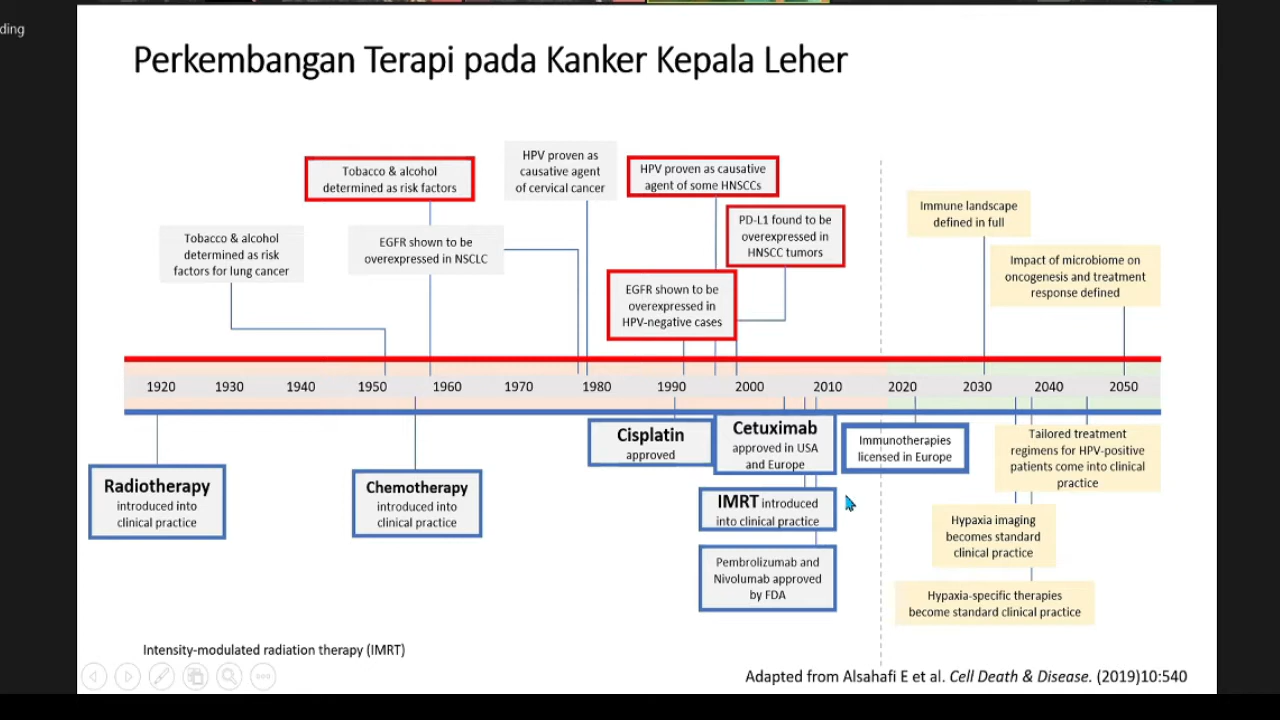 ding
Perkembangan Terapi pada Kanker Kepala Leher
Tobacco & alcohol
determined as risk
factors for lung cancer
Tobacco & alcohol
determined as risk factors
EGFR shown to be
overexpressed in NSCLC
HPV proven as
causative agent
of cervical cancer
HPV proven as causative
agent of some HNSCCs
PD-L1 found to be
overexpressed in
HNSCC tumors
EGFR shown to be
overexpressed in
HPV-negative cases
Immune landscape
defined in full
Impact of microbiome on
oncogenesis and treatment
response defined
1920 1930 1940 1950 1960 1970 1980 1990 2000 2010 2020 2030 2040 2050
Radiotherapy
introduced into
clinical practice
Chemotherapy
introduced into
clinical practice
Cisplatin
approved
Cetuximab
approved in USA
and Europe
IMRT introduced
into clinical practice
Pembrolizumab and
Nivolumab approved
by FDA
Immunotherapies
licensed in Europe
Tailored treatment
regimens for HPV-positive
patients come into clinical
practice
Hypoxia imaging
becomes standard
clinical practice
Hypoxia-specific therapies
become standard clinical practice
Intensity-modulated radiation therapy (IMRT)
Adapted from Alsahafi E et al. Cell Death & Disease. (2019)10:540